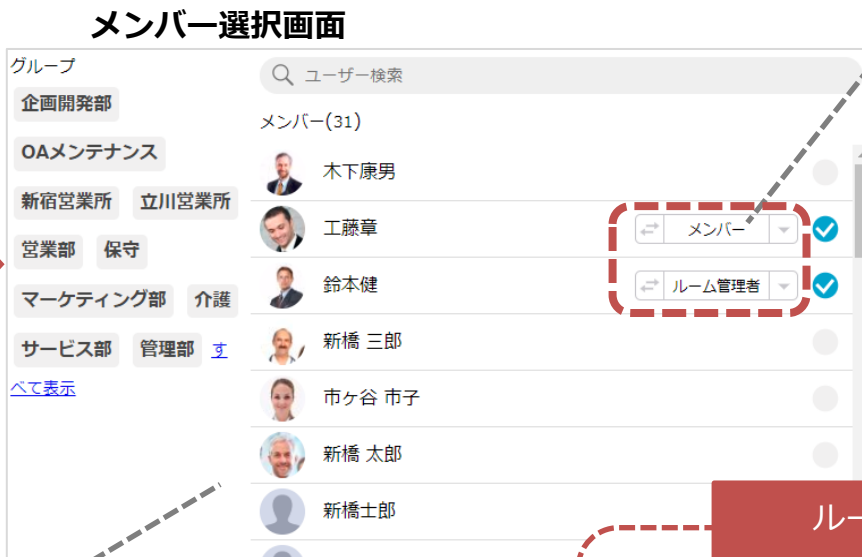 メンバー選択画面
グループ
企画開発部
OAメンテナンス
新宿営業所 立川営業所
営業部 保守
マーケティング部 介護
サービス部 管理部 す
べて表示
ユーザー検索
メンバー(31)
木下康男
工藤章 メンバー
鈴本健 ルーム管理者
新橋 三郎
市ヶ谷 市子
新橋 太郎
新橋士郎
ルー